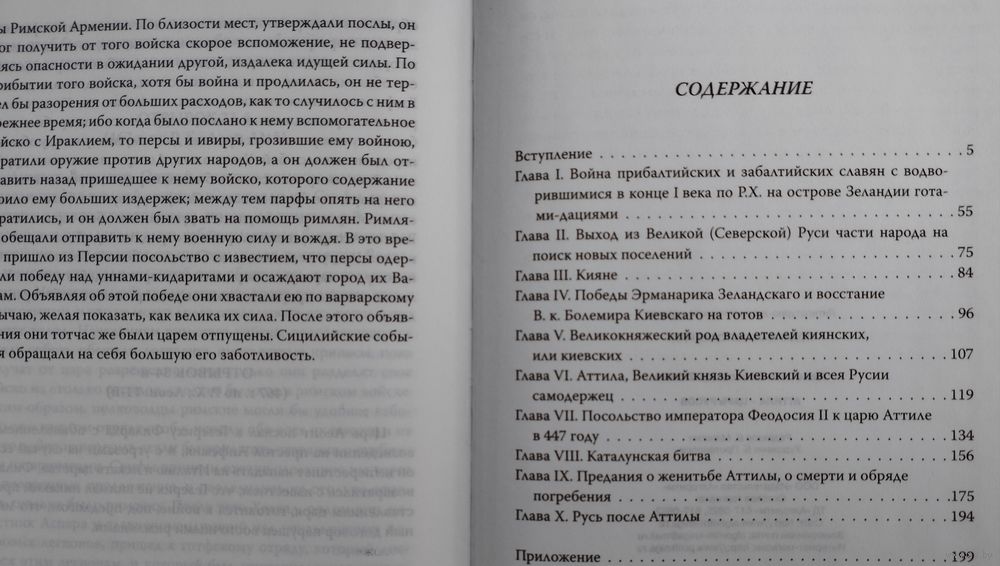 ы Римской Армении. По близости мест, утверждали послы, он
ог получить от того войска скорое вспоможение, не подвер-
ясь опасности в ожидании другой, издалека идущей силы. По
рибытии того войска, хотя бы война и продлилась, он не тер-
ел бы разорения от больших расходов, как то случилось с ним в
режнее время; ибо когда было послано к нему вспомогательное
йско с Ираклием, то персы и ивиры, грозившие ему войною,
ратили оружие против других народов, а он должен был от-
авить назад пришедшее к нему войско, которого содержание
рило ему больших издержек; между тем парфы опять на него
ратились, и он должен был звать на помощь римлян. Римля-
обещали отправить к нему военную силу и вождя. В это вре-
пришло из Персии посольство с известием, что персы одер-
ли победу над уннами-кидаритами и осаждают город их Ва-
ам. Объявляя об этой победе они хвастали ею по варварскому
ычаю, желая показать, как велика их сила. После этого объяв-
ния они тотчас же были царем отпущены. Сицилийские собы-
я обращали на себя большую его заботливость.
СОДЕРЖАНИЕ
Вступление . . . 5
Глава I. Война прибалтийских и забалтийских славян с водво-
рившимися в конце I века по Р.Х. на острове Зеландии гота-
ми-дациями . . . 55
Глава II. Выход из Великой (Северской) Руси части народа на
поиск новых поселений . . . 75
Глава III. Кияне . . . 84
Глава IV. Победы Эрманарика Зеландскаго и восстание
В. к. Болемира Киевскаго на готов . . . 96
Глава V. Великокняжеский род владетелей киянских,
или киевских . . . 107
Глава VI. Аттила, Великий князь Киевский и всея Русии
самодержец . . . 119
Глава VII. Посольство императора Феодосия II к царю Аттиле
в 447 году . . . 134
Глава VIII. Каталунская битва . . . 156
Глава IX. Предания о женитьбе Аттилы, о смерти и обряде
погребения . . . 175
Глава X. Русь после Аттилы . . . 194
Приложение . . . 199